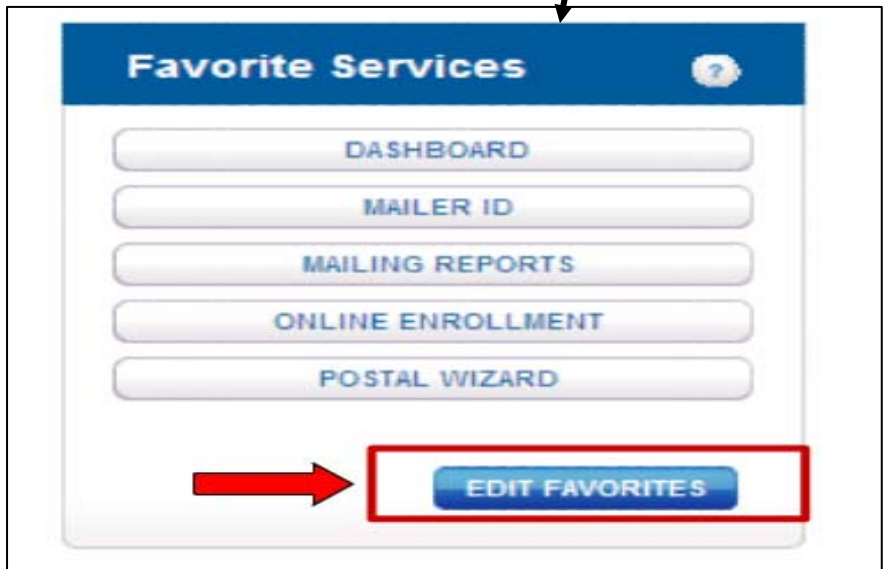 Favorite Services ?
DASHBOARD
MAILER ID
MAILING REPORTS
ONLINE ENROLLMENT
POSTAL WIZARD
EDIT FAVORITES